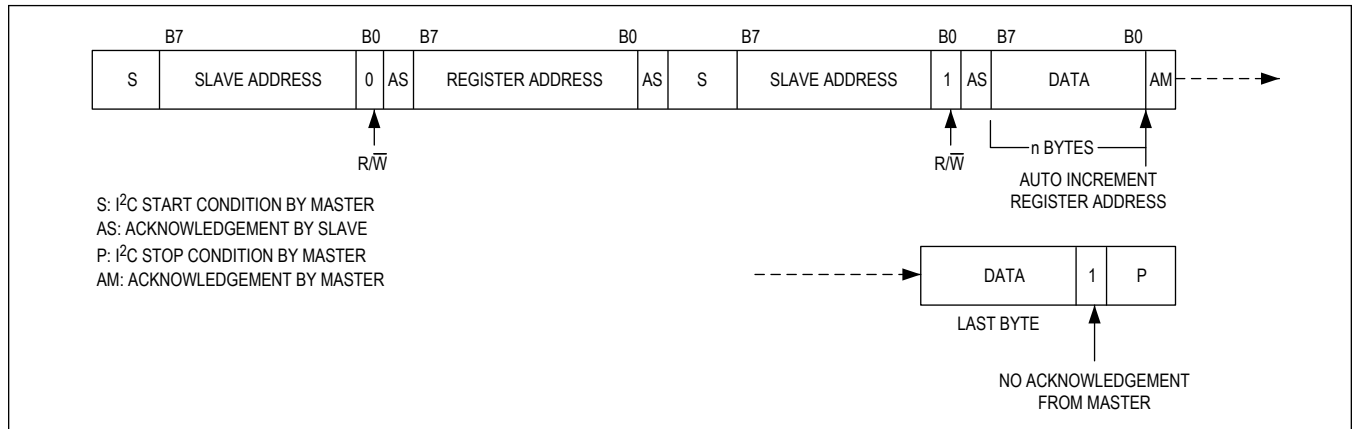 B7 B0 B7 B0 B7 B0 B7 B0
S SLAVE ADDRESS 0 AS REGISTER ADDRESS AS S SLAVE ADDRESS 1 AS DATA AM
R/W̅ R/W̅ n BYTES
AUTO INCREMENT
REGISTER ADDRESS
S: I²C START CONDITION BY MASTER
AS: ACKNOWLEDGEMENT BY SLAVE
P: I²C STOP CONDITION BY MASTER
AM: ACKNOWLEDGEMENT BY MASTER
DATA 1 P
LAST BYTE
NO ACKNOWLEDGEMENT
FROM MASTER